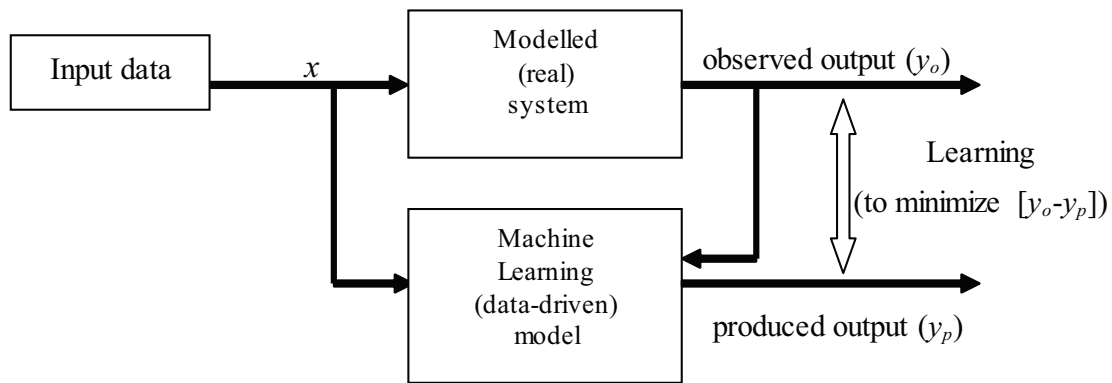 Input data
x
Modelled
(real)
system
observed output (yo)
Learning
(to minimize [yo-yp])
Machine
Learning
(data-driven)
model
produced output (yp)